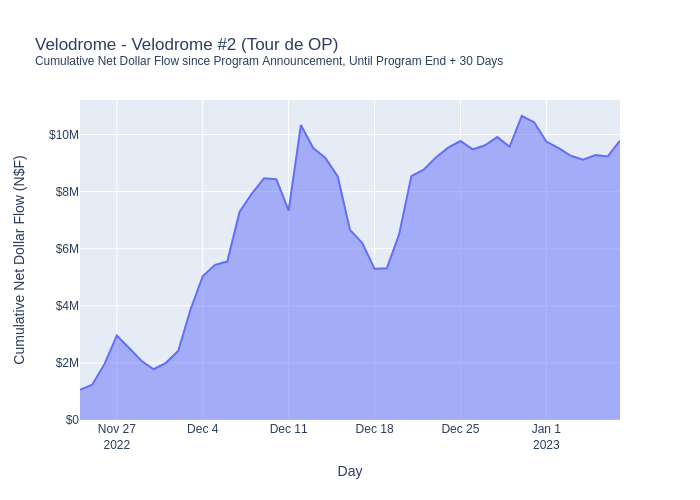 Velodrome - Velodrome #2 (Tour de OP)
Cumulative Net Dollar Flow since Program Announcement, Until Program End + 30 Days
Cumulative Net Dollar Flow (N$F)
$10M
$8M
$6M
$4M
$2M
$0
Nov 27
2022
Dec 4
Dec 11
Dec 18
Dec 25
Jan 1
2023
Day